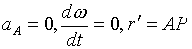 a_A = 0, dω/dt = 0, r' = AP